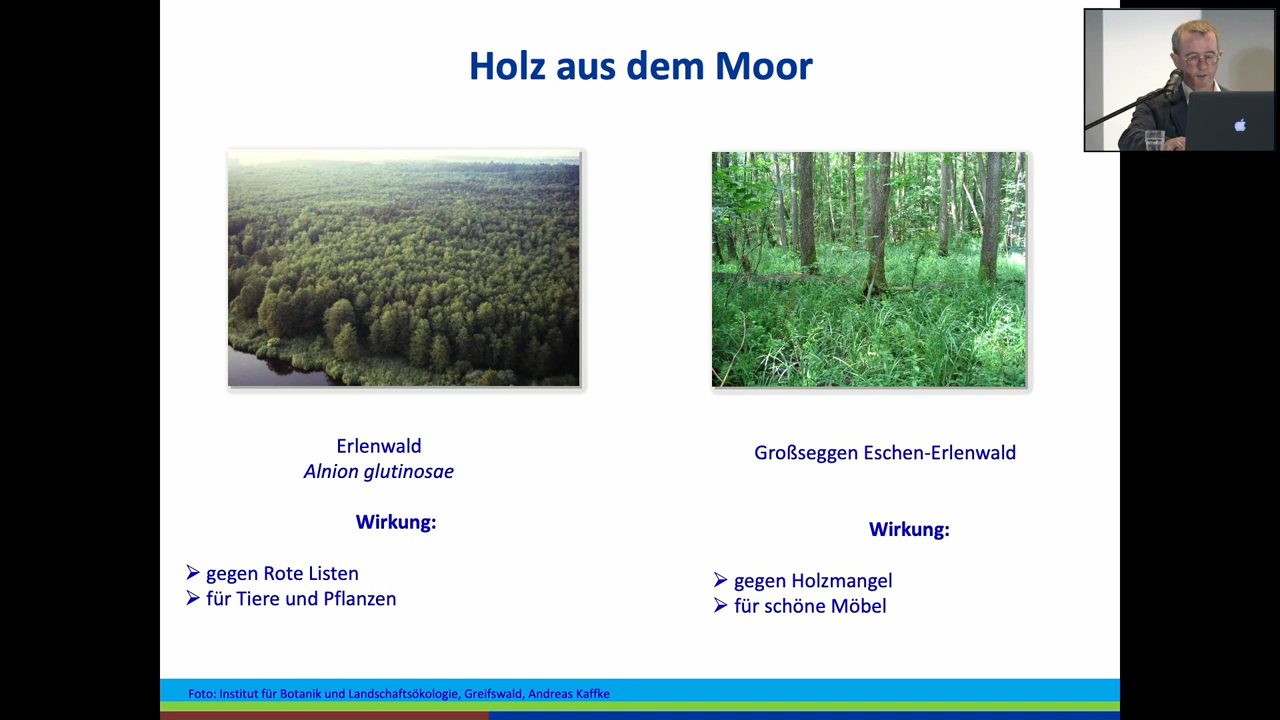 Holz aus dem Moor
Erlenwald
Alnion glutinosae
Wirkung:
➢ gegen Rote Listen
➢ für Tiere und Pflanzen
Großseggen Eschen-Erlenwald
Wirkung:
➢ gegen Holzmangel
➢ für schöne Möbel
Foto: Institut für Botanik und Landschaftsökologie, Greifswald, Andreas Kaffke